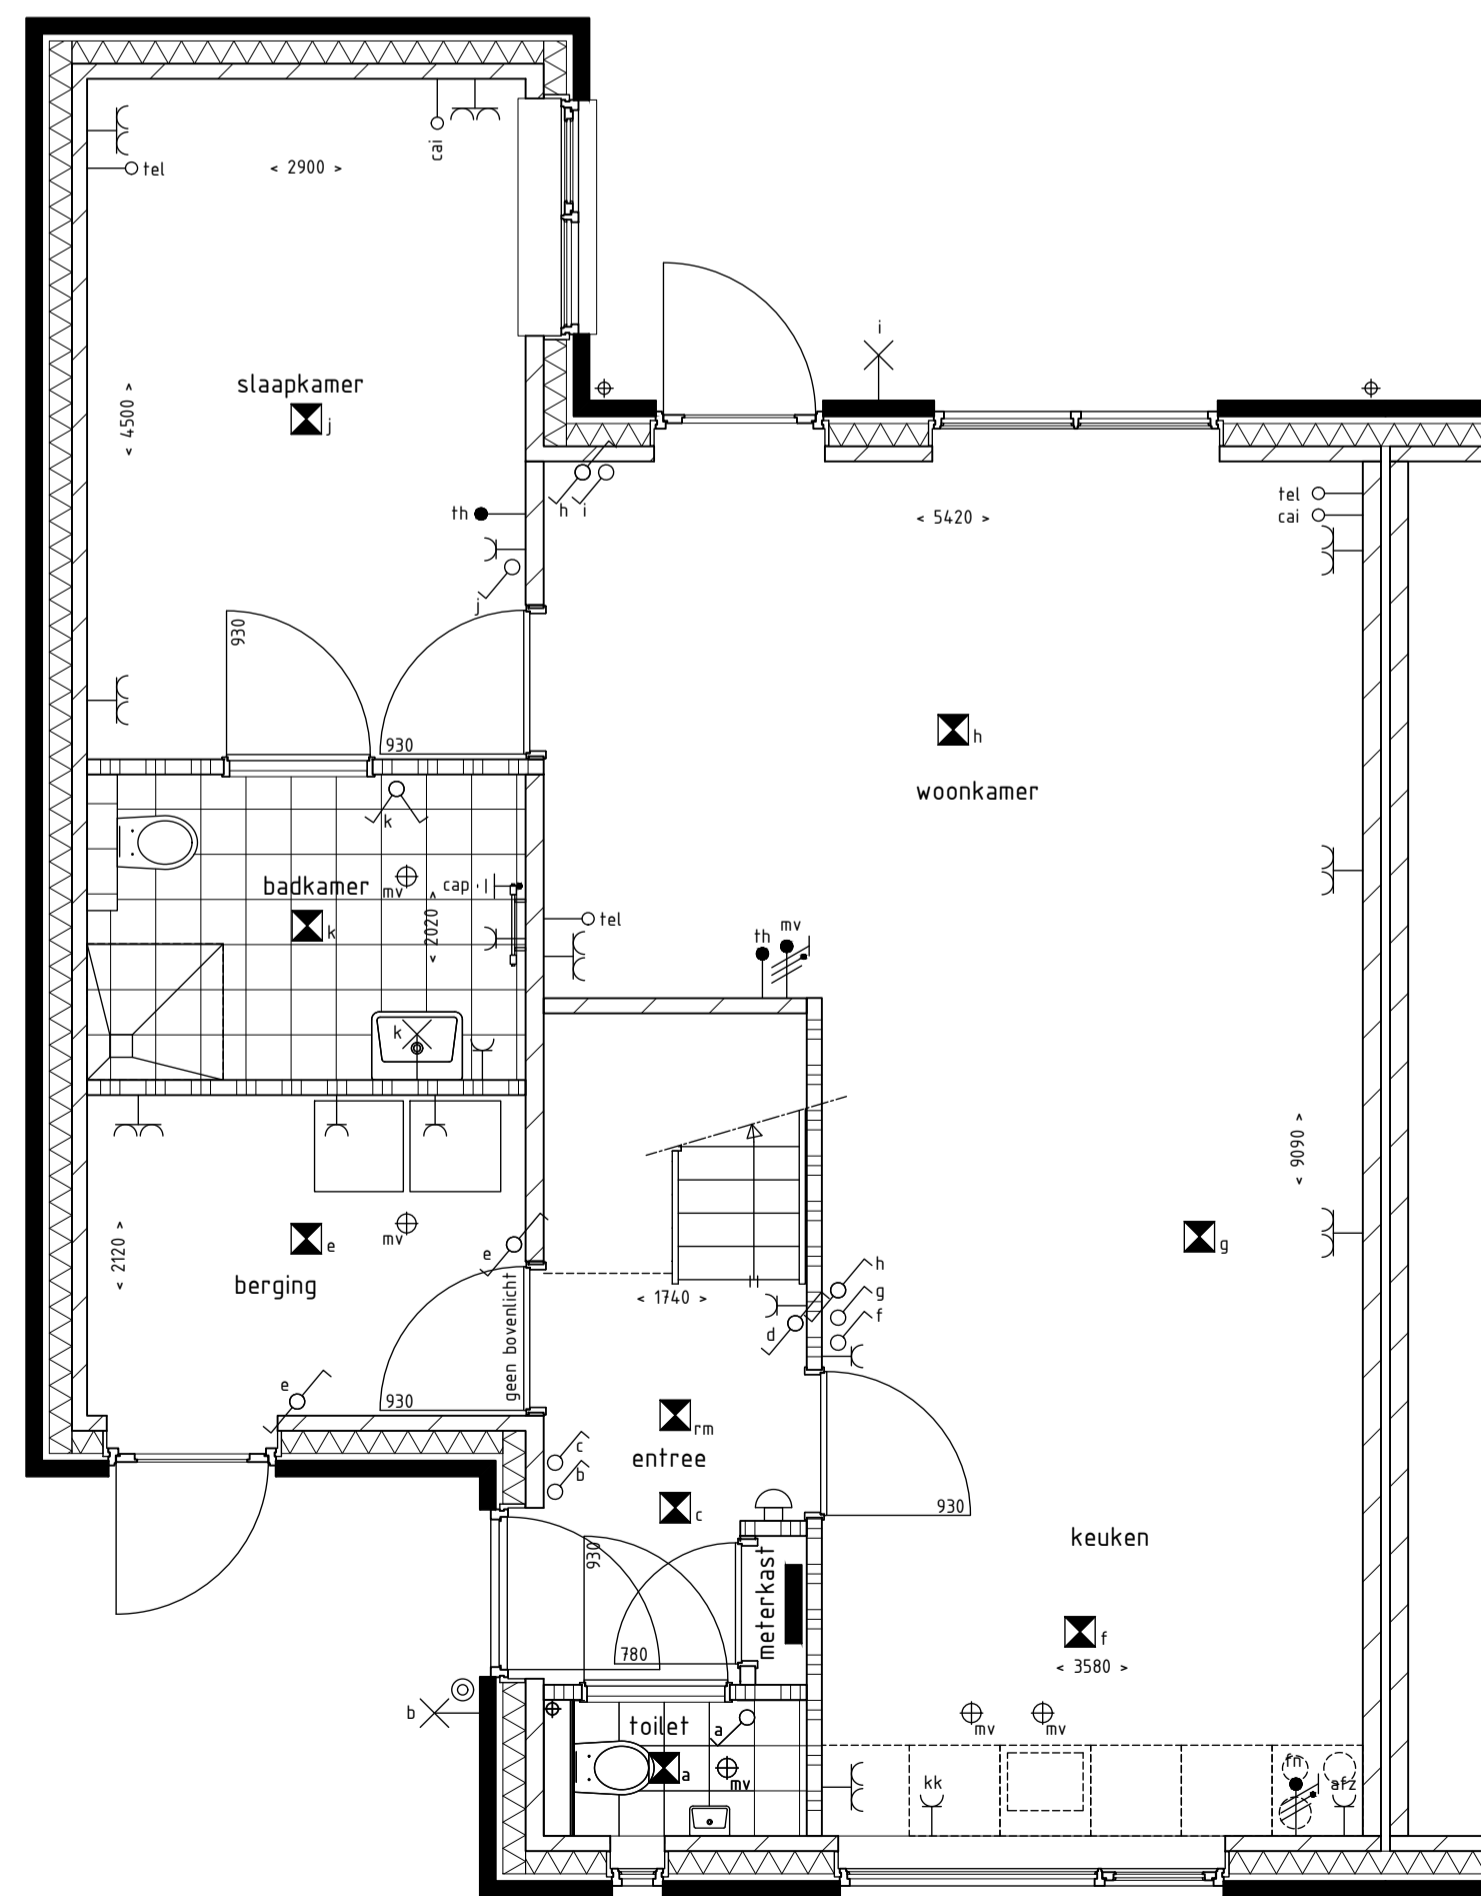 cai
tel
< 2900 >
slaapkamer
j
< 4500 >
i
h i
th
j
< 5420 >
tel
cai
930
930
h
woonkamer
k
badkamer
mv
cap
k
< 2020 >
tel
th
mv
k
< 9090 >
e
mv
e
< 2120 >
berging
geen bovenlicht
< 1740 >
h
g
f
d
g
e
930
rm
entree
c
b
c
930
930
keuken
meterkast
780
f
< 3580 >
b
toilet
a
a
mv
mv
mv
kk
fn
afz